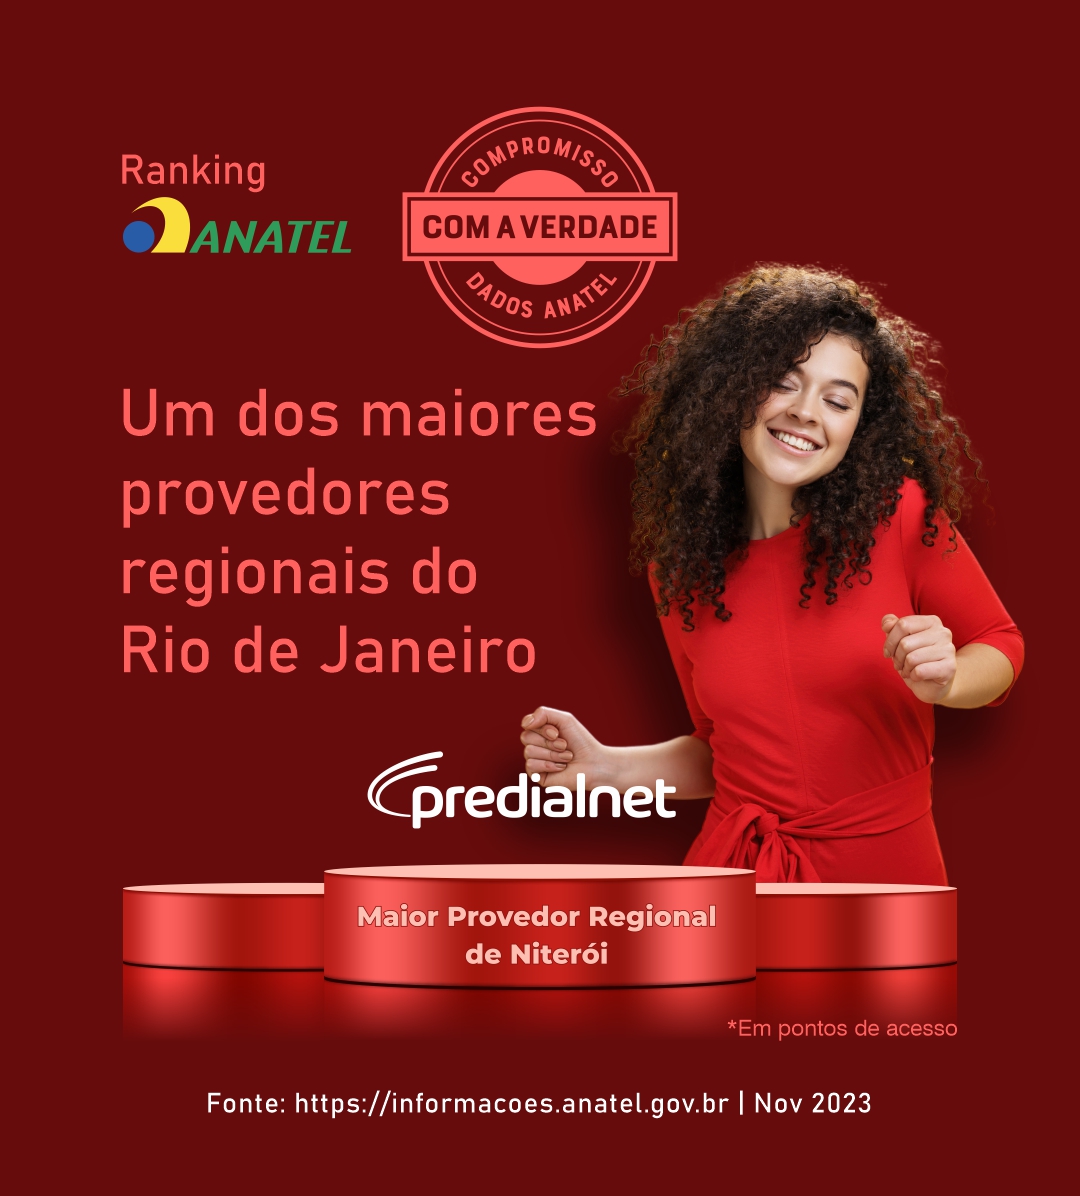 Ranking
ANATEL
COMPROMISSO
COM A VERDADE
DADOS ANATEL
Um dos maiores
provedores
regionais do
Rio de Janeiro
predialnet
Maior Provedor Regional
de Niterói
*Em pontos de acesso
Fonte: https://informacoes.anatel.gov.br | Nov 2023